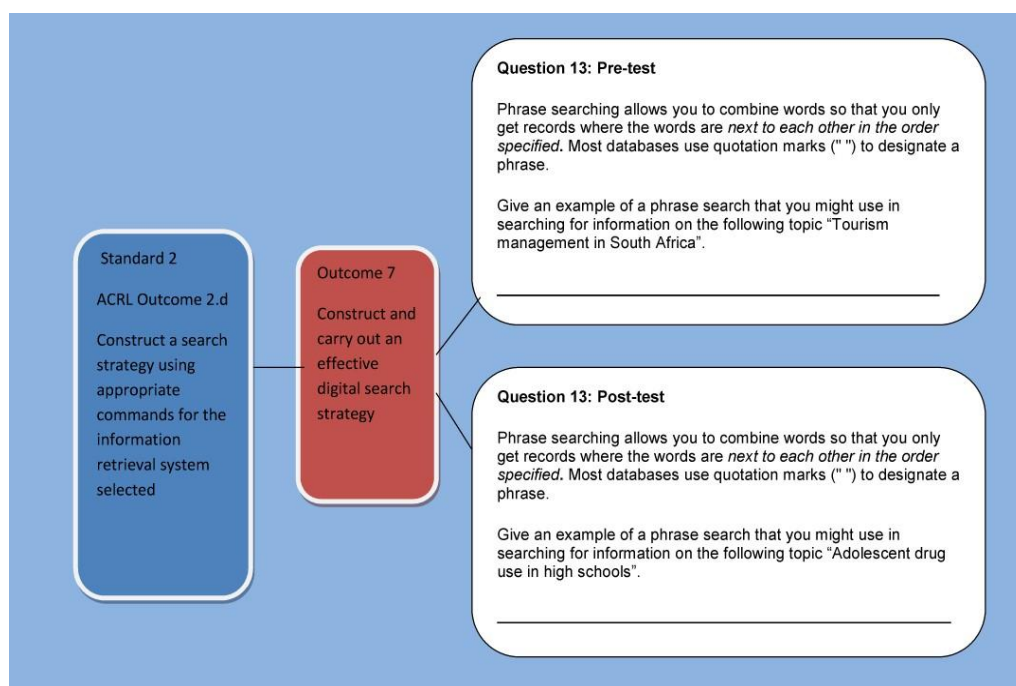 Standard 2
ACRL Outcome 2.d
Construct a search
strategy using
appropriate
commands for the
information
retrieval system
selected
Outcome 7
Construct and
carry out an
effective
digital search
strategy
Question 13: Pre-test
Phrase searching allows you to combine words so that you only
get records where the words are next to each other in the order
specified. Most databases use quotation marks (" ") to designate a
phrase.
Give an example of a phrase search that you might use in
searching for information on the following topic “Tourism
management in South Africa”.
Question 13: Post-test
Phrase searching allows you to combine words so that you only
get records where the words are next to each other in the order
specified. Most databases use quotation marks (" ") to designate a
phrase.
Give an example of a phrase search that you might use in
searching for information on the following topic “Adolescent drug
use in high schools”.